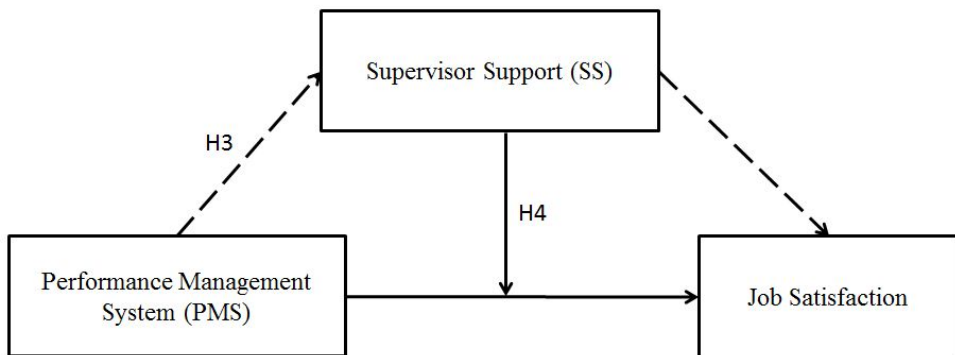 Supervisor Support (SS)
H3
H4
Performance Management
System (PMS)
Job Satisfaction